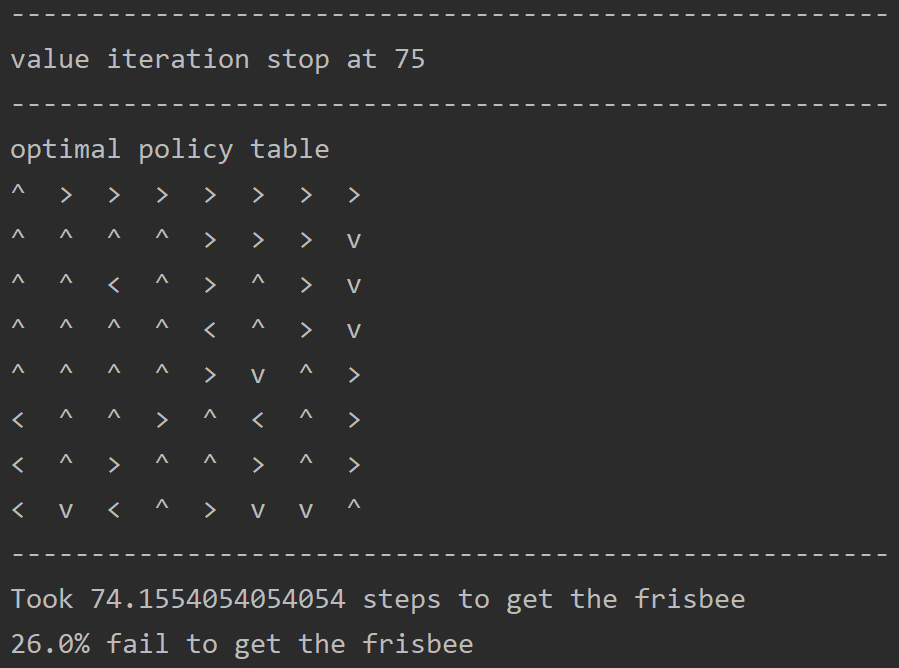 -------------------------------------------------------
value iteration stop at 75
-------------------------------------------------------
optimal policy table
^  >  >  >  >  >  >  >
^  ^  ^  ^  >  >  >  v
^  ^  <  ^  >  ^  >  v
^  ^  ^  ^  <  ^  >  v
^  ^  ^  ^  >  v  ^  >
<  ^  ^  >  ^  <  ^  >
<  ^  >  ^  ^  >  ^  >
<  v  <  ^  >  v  v  ^
-------------------------------------------------------
Took 74.1554054054054 steps to get the frisbee
26.0% fail to get the frisbee